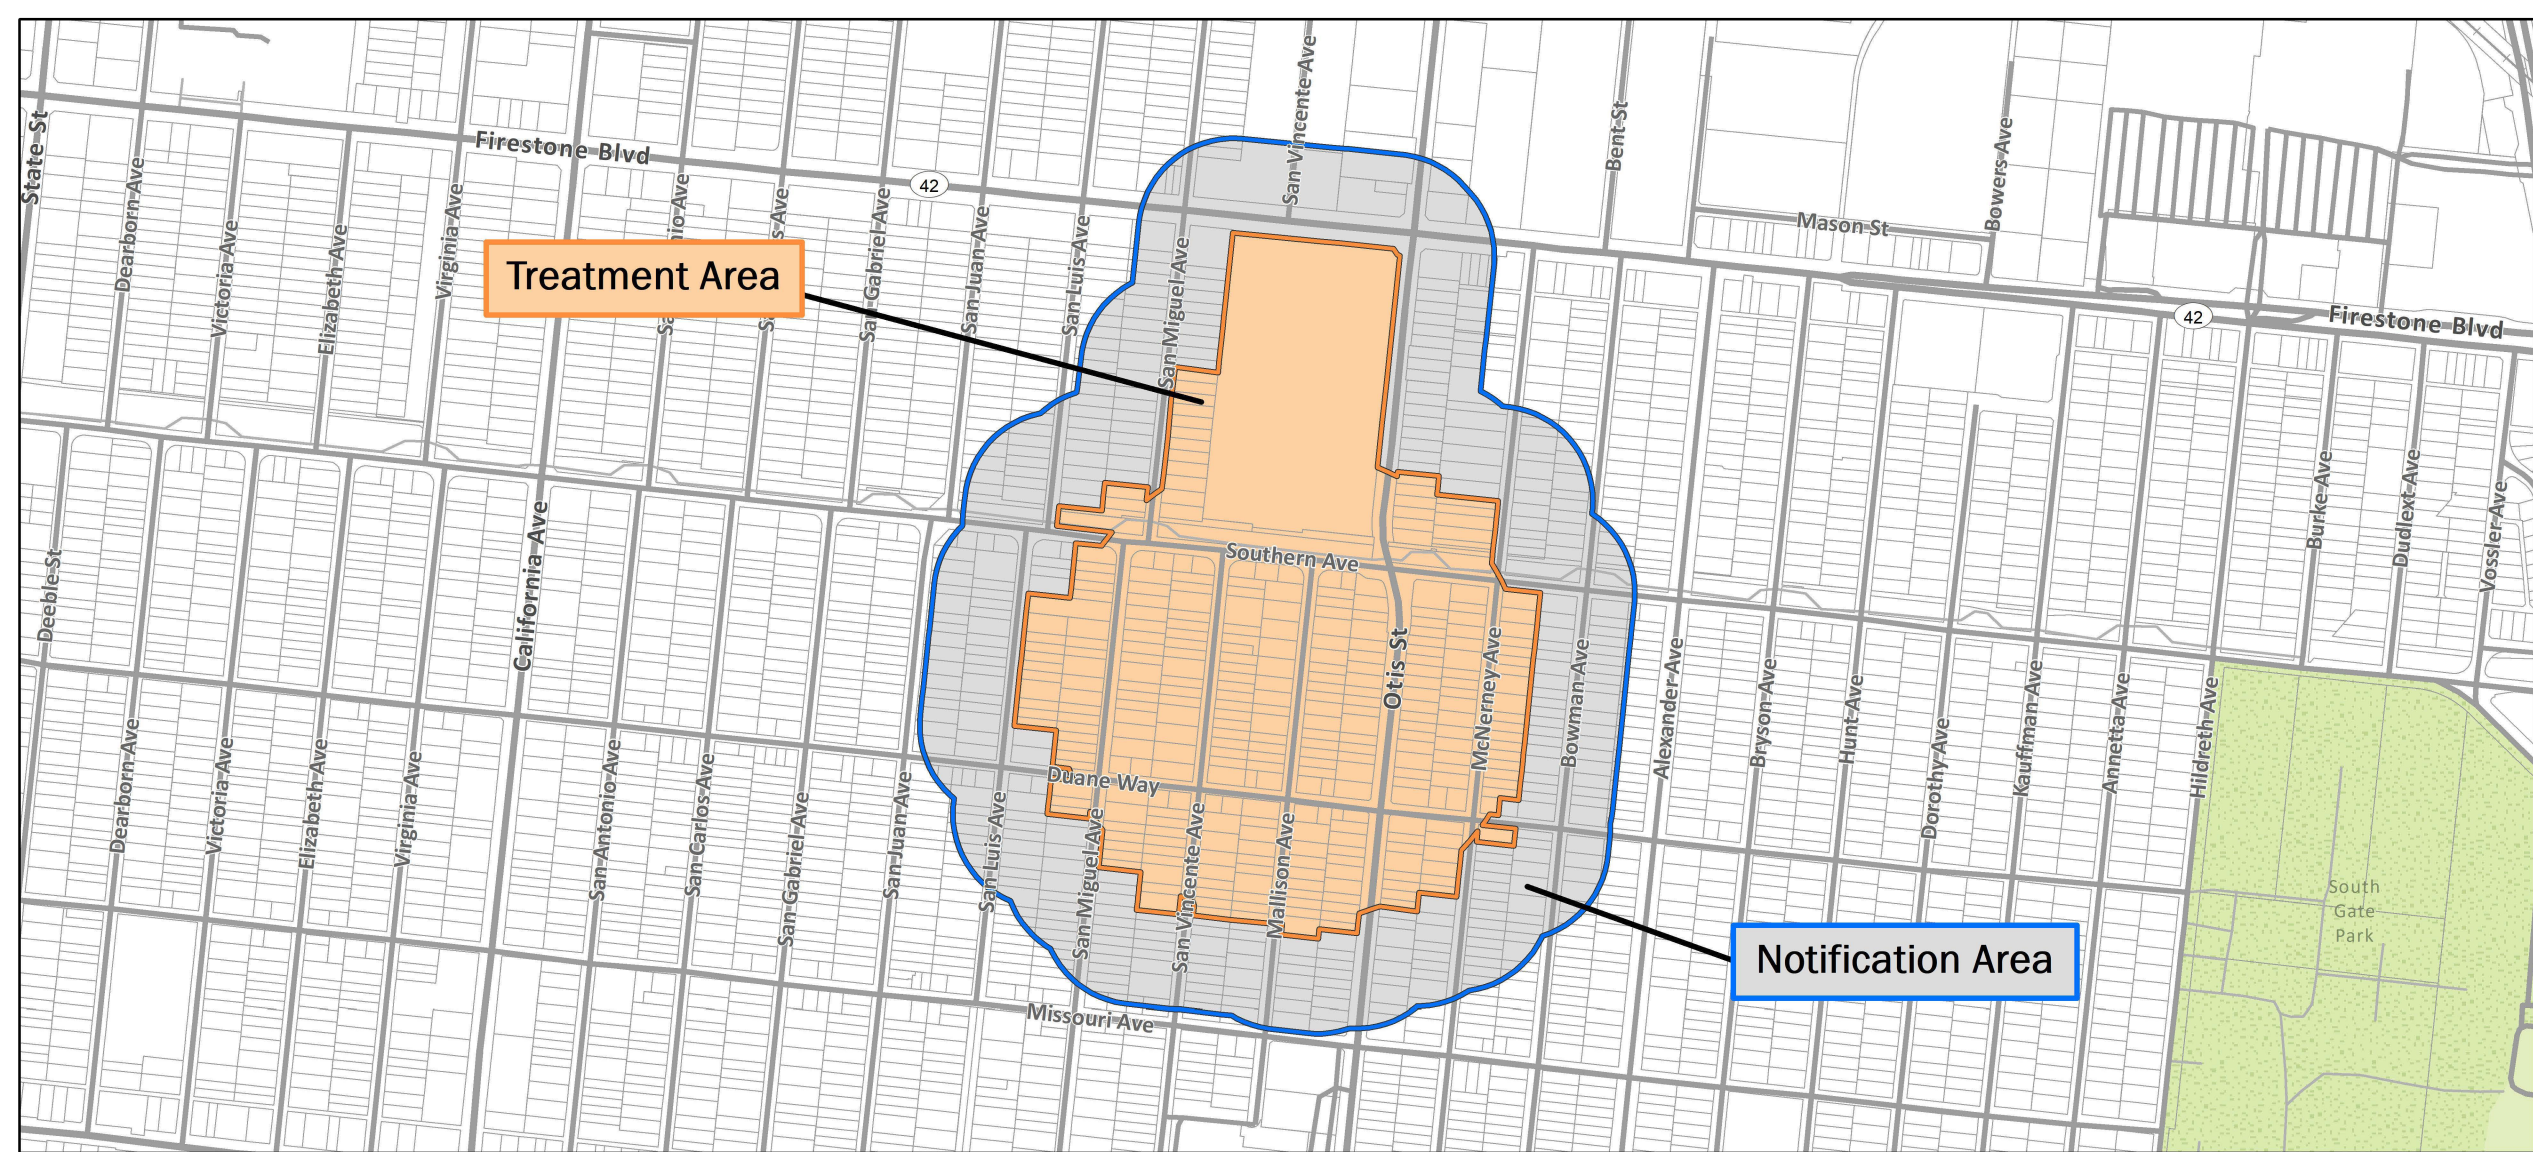 San Vincente Ave
State St
Firestone Blvd
42
Bent St
Bowers Ave
Mason St
Dearborn Ave
Victoria Ave
Elizabeth Ave
Virginia Ave
San Gabriel Ave
San Juan Ave
San Luis Ave
San Miguel Ave
Treatment Area
42
Firestone Blvd
Southern Ave
Deeble St
California Ave
Otis St
McNerney Ave
Bowman Ave
Alexander Ave
Bryson Ave
Hunt Ave
Dorothy Ave
Kauffman Ave
Annetta Ave
Hildreth Ave
Burke Ave
Dudlext Ave
Vossler Ave
Duane Way
Dearborn Ave
Victoria Ave
Elizabeth Ave
Virginia Ave
San Antonio Ave
San Carlos Ave
San Gabriel Ave
San Juan Ave
San Luis Ave
San Miguel Ave
San Vincente Ave
Mallison Ave
South
Gate
Park
Notification Area
Missouri Ave